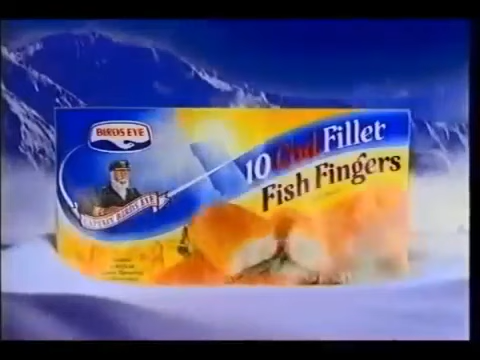 BIRDS EYE
10 Cod Fillet
Fish Fingers
CAPTAIN BIRDS EYE